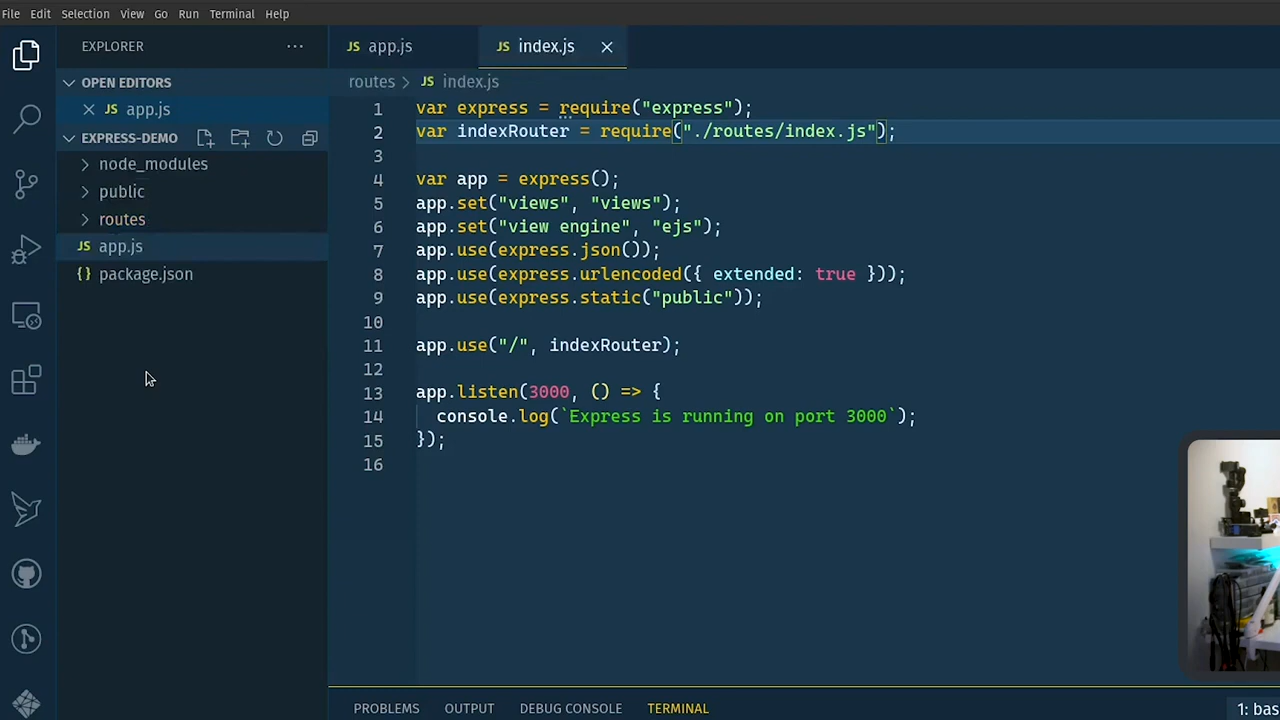 File Edit Selection View Go Run Terminal Help
EXPLORER
JS app.js
JS index.js
OPEN EDITORS
JS app.js
EXPRESS-DEMO
node_modules
public
routes
JS app.js
{} package.json
routes > JS index.js
1 var express = require("express");
2 var indexRouter = require("./routes/index.js");
3
4 var app = express();
5 app.set("views", "views");
6 app.set("view engine", "ejs");
7 app.use(express.json());
8 app.use(express.urlencoded({ extended: true }));
9 app.use(express.static("public"));
10
11 app.use("/", indexRouter);
12
13 app.listen(3000, () => {
14 console.log(`Express is running on port 3000`);
15 });
16
PROBLEMS OUTPUT DEBUG CONSOLE TERMINAL
1: bas